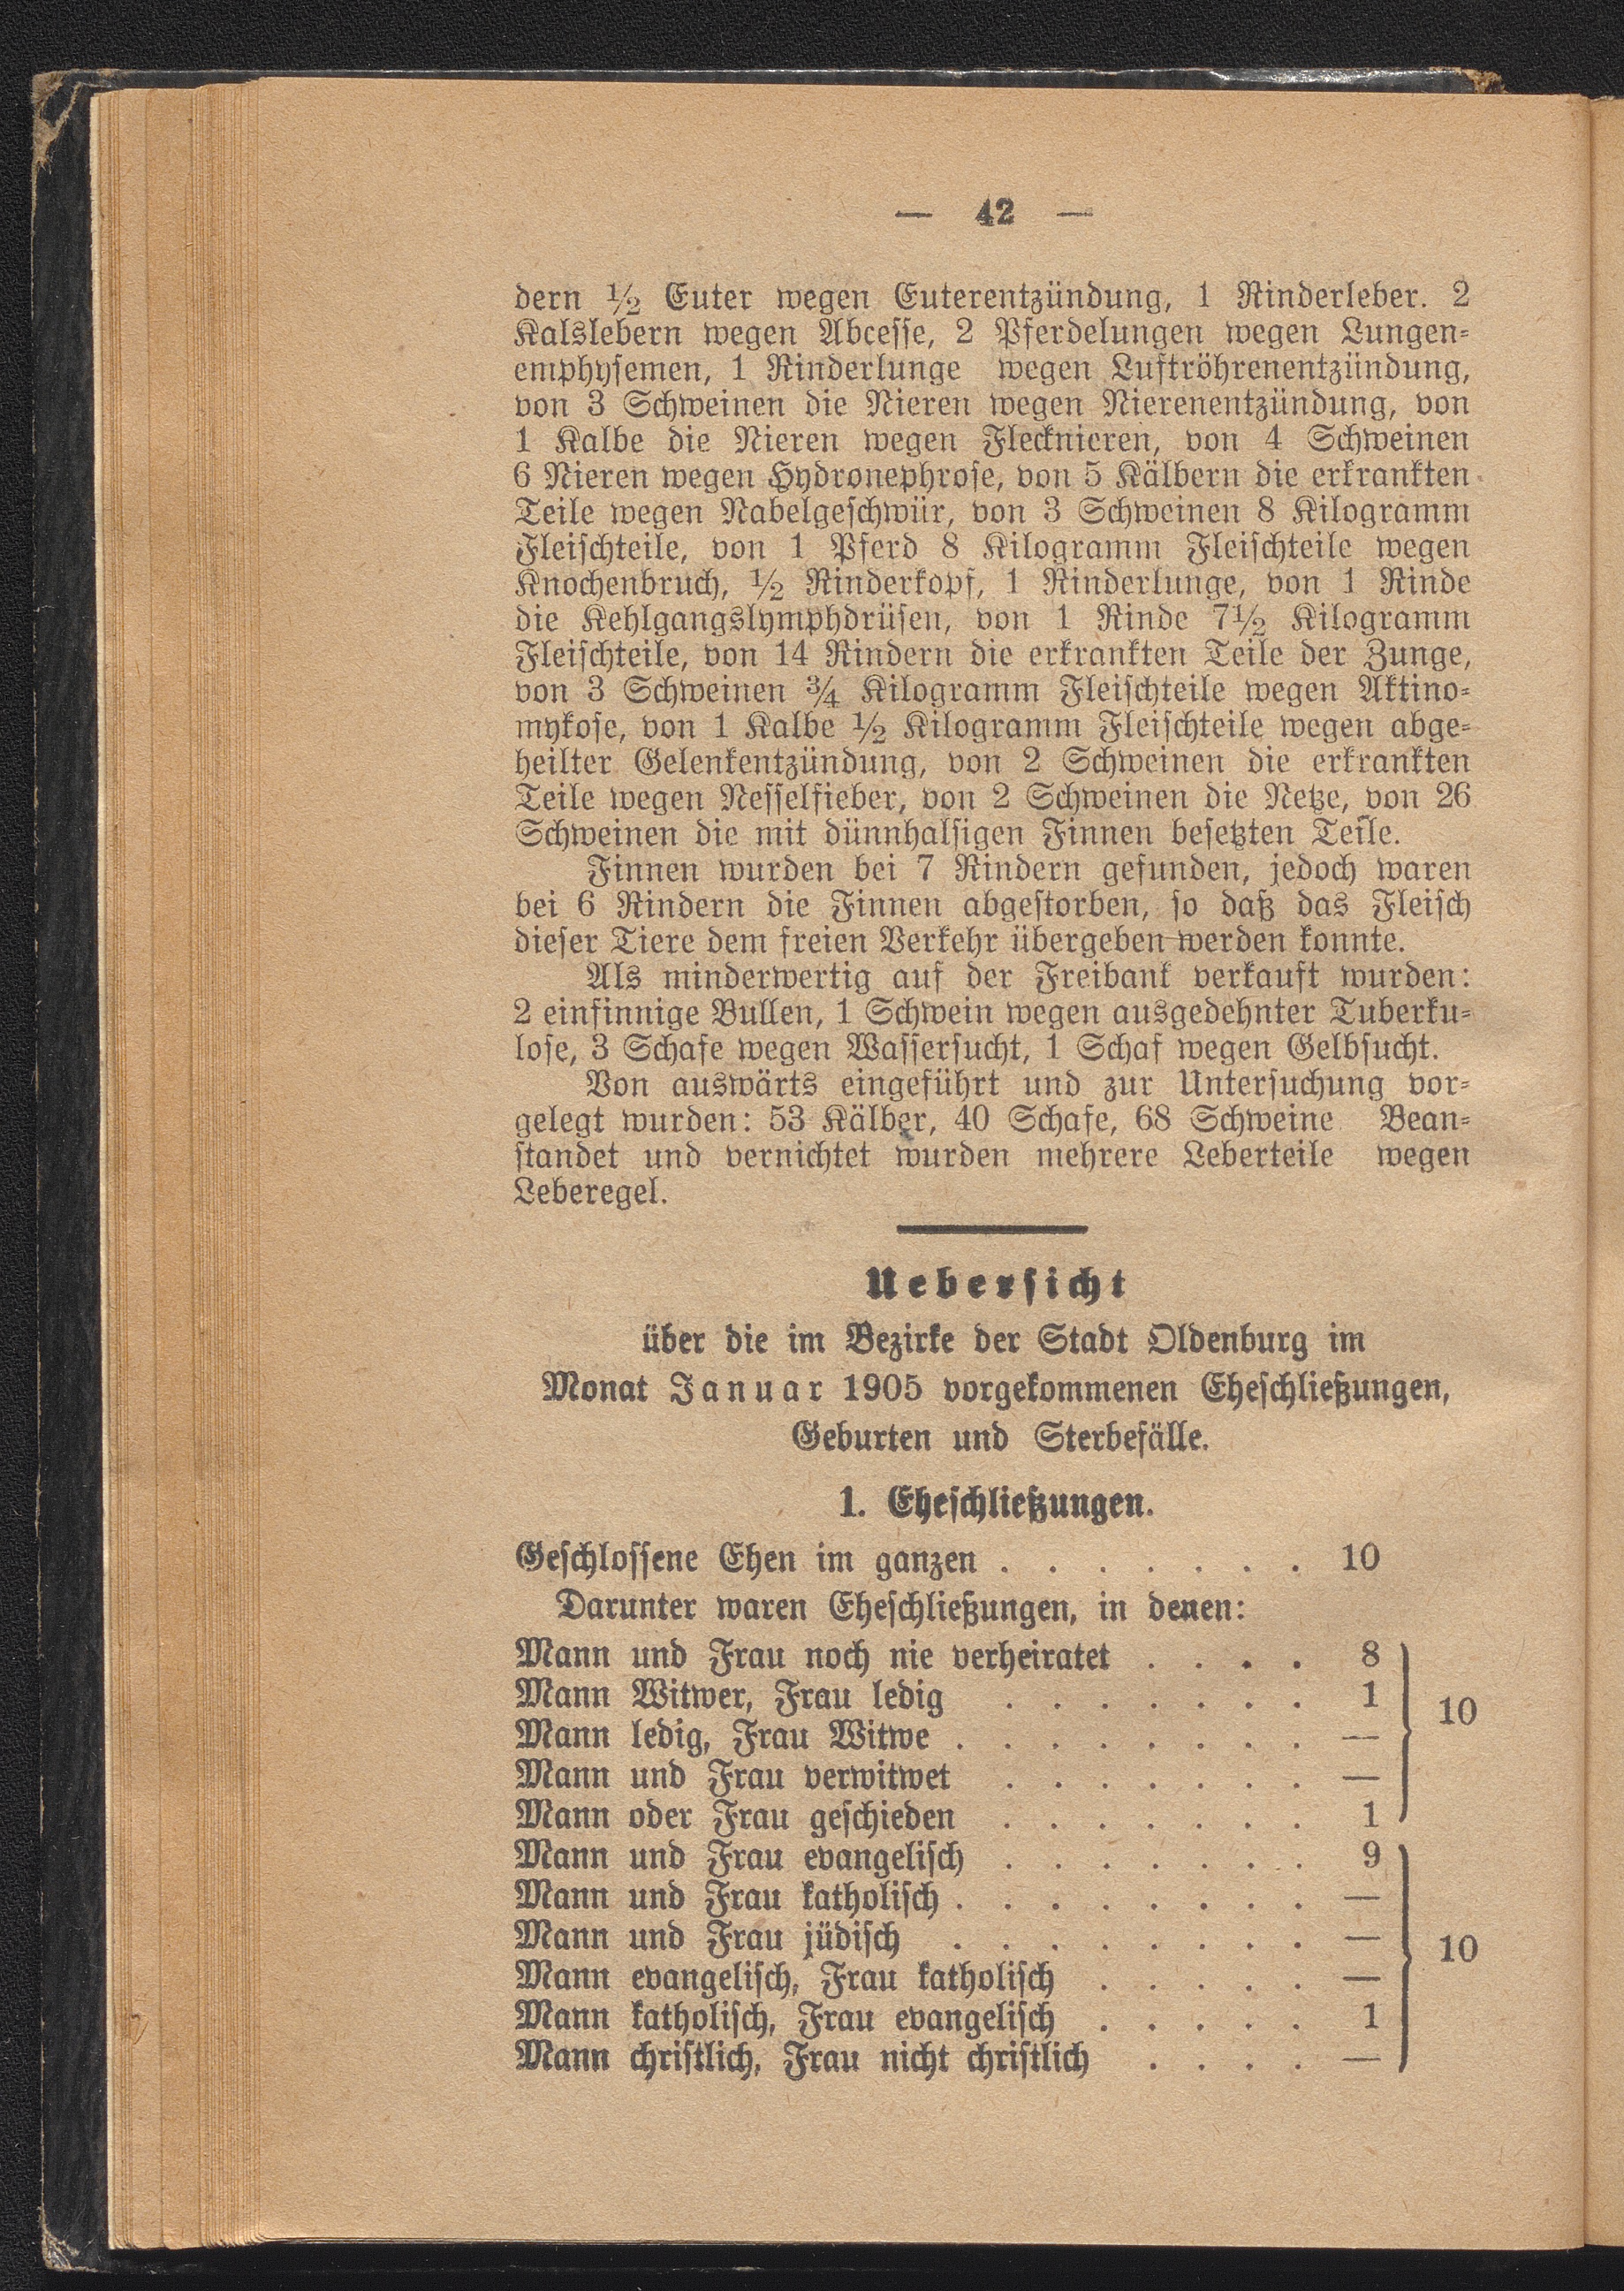 — 42 —
dern ½ Euter wegen Euterentzündung, 1 Rinderleber. 2
Kalslebern wegen Abcesse, 2 Pferdelungen wegen Lungen-
emphysemen, 1 Rinderlunge wegen Luftröhrenentzündung,
von 3 Schweinen die Nieren wegen Nierenentzündung, von
1 Kalbe die Nieren wegen Flecknieren, von 4 Schweinen
6 Nieren wegen Hydronephrose, von 5 Kälbern die erkrankten
Teile wegen Nabelgeschwür, von 3 Schweinen 8 Kilogramm
Fleischteile, von 1 Pferd 8 Kilogramm Fleischteile wegen
Knochenbruch, ½ Rinderkopf, 1 Rinderlunge, von 1 Rinde
die Kehlgangslymphdrüsen, von 1 Rinde 7½ Kilogramm
Fleischteile, von 14 Rindern die erkrankten Teile der Zunge,
von 3 Schweinen ¾ Kilogramm Fleischteile wegen Aktino-
mykose, von 1 Kalbe ½ Kilogramm Fleischteile wegen abge-
heilter Gelenkentzündung, von 2 Schweinen die erkrankten
Teile wegen Nesselfieber, von 2 Schweinen die Netze, von 26
Schweinen die mit dünnhalsigen Finnen besetzten Teile.
Finnen wurden bei 7 Rindern gefunden, jedoch waren
bei 6 Rindern die Finnen abgestorben, so daß das Fleisch
dieser Tiere dem freien Verkehr übergeben werden konnte.
Als minderwertig auf der Freibank verkauft wurden:
2 einfinnige Bullen, 1 Schwein wegen ausgedehnter Tuberku-
lose, 3 Schafe wegen Wassersucht, 1 Schaf wegen Gelbsucht.
Von auswärts eingeführt und zur Untersuchung vor-
gelegt wurden: 53 Kälber, 40 Schafe, 68 Schweine Bean-
standet und vernichtet wurden mehrere Leberteile wegen
Leberegel.
Uebersicht
über die im Bezirke der Stadt Oldenburg im
Monat Januar 1905 vorgekommenen Eheschließungen,
Geburten und Sterbefälle.
1. Eheschließungen.
Geschlossene Ehen im ganzen . . . . . . . 10
Darunter waren Eheschließungen, in denen:
Mann und Frau noch nie verheiratet . . . . 8
Mann Witwer, Frau ledig . . . . . . . 1
10
Mann ledig, Frau Witwe . . . . . . . . —
Mann und Frau verwitwet . . . . . . . —
Mann oder Frau geschieden . . . . . . . 1
Mann und Frau evangelisch . . . . . . . 9
Mann und Frau katholisch . . . . . . . . —
Mann und Frau jüdisch . . . . . . . . —
10
Mann evangelisch, Frau katholisch . . . . . —
Mann katholisch, Frau evangelisch . . . . . 1
Mann christlich, Frau nicht christlich . . . . —